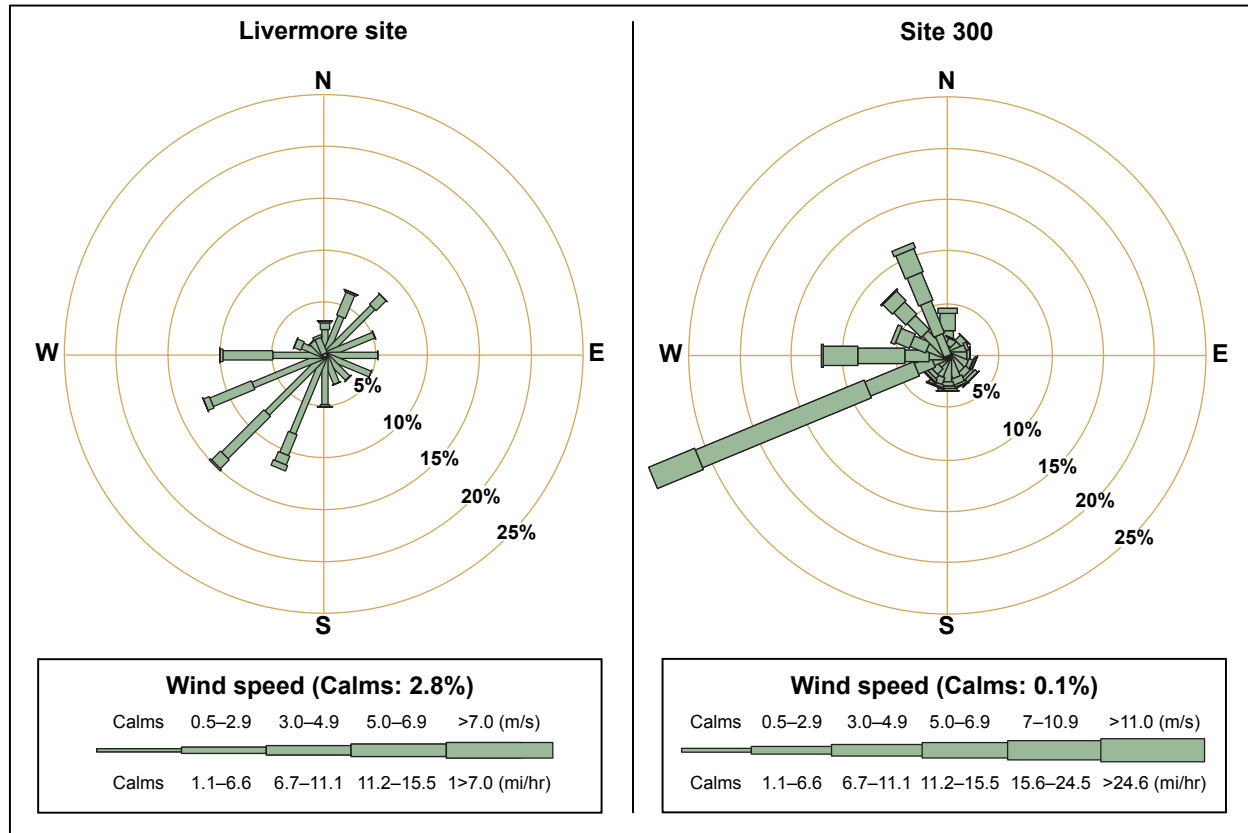 Livermore site
N
W
E
5%
10%
15%
20%
25%
S
Wind speed (Calms: 2.8%)
Calms 0.5–2.9 3.0–4.9 5.0–6.9 >7.0 (m/s)
Calms 1.1–6.6 6.7–11.1 11.2–15.5 1>7.0 (mi/hr)
Site 300
N
W
E
5%
10%
15%
20%
25%
S
Wind speed (Calms: 0.1%)
Calms 0.5–2.9 3.0–4.9 5.0–6.9 7–10.9 >11.0 (m/s)
Calms 1.1–6.6 6.7–11.1 11.2–15.5 15.6–24.5 >24.6 (mi/hr)